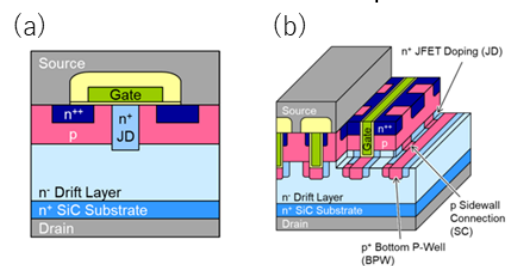 (a)
Source
Gate
n++
n+
JD
p
n- Drift Layer
n+ SiC Substrate
Drain
(b)
n+ JFET Doping (JD)
Source
Gate
n++
p
n- Drift Layer
n+ SiC Substrate
Drain
p Sidewall
Connection
(SC)
p+ Bottom P-Well
(BPW)